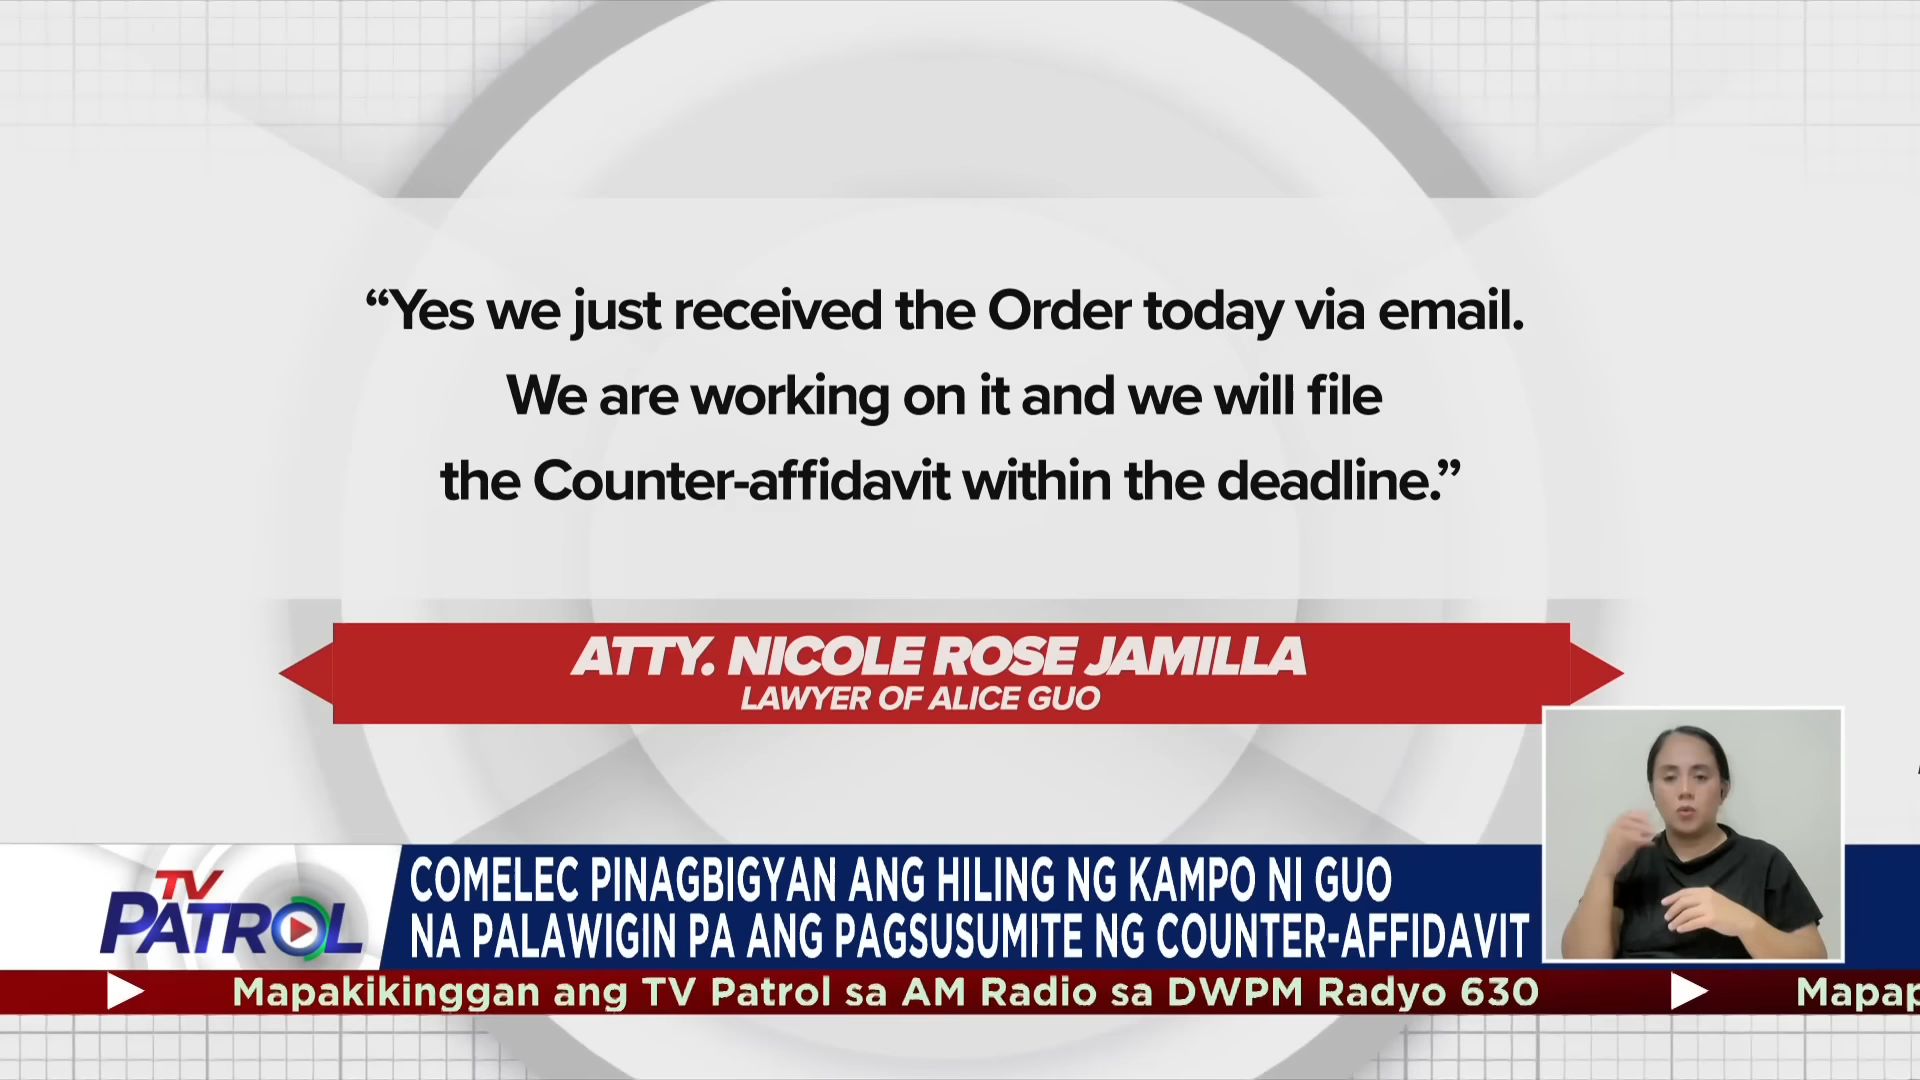 “Yes we just received the Order today via email.
We are working on it and we will file
the Counter-affidavit within the deadline.”
ATTY. NICOLE ROSE JAMILLA
LAWYER OF ALICE GUO
TV
PATROL
COMELEC PINAGBIGYAN ANG HILING NG KAMPO NI GUO
NA PALAWIGIN PA ANG PAGSUSUMITE NG COUNTER-AFFIDAVIT
Mapakikinggan ang TV Patrol sa AM Radio sa DWPM Radyo 630